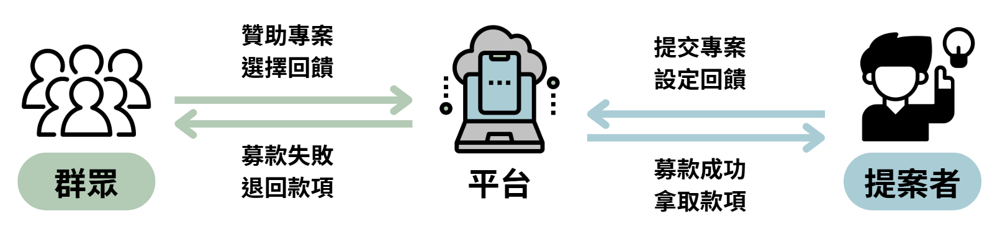 贊助專案
選擇回饋
募款失敗
退回款項
群眾
平台
提交專案
設定回饋
募款成功
拿取款項
提案者